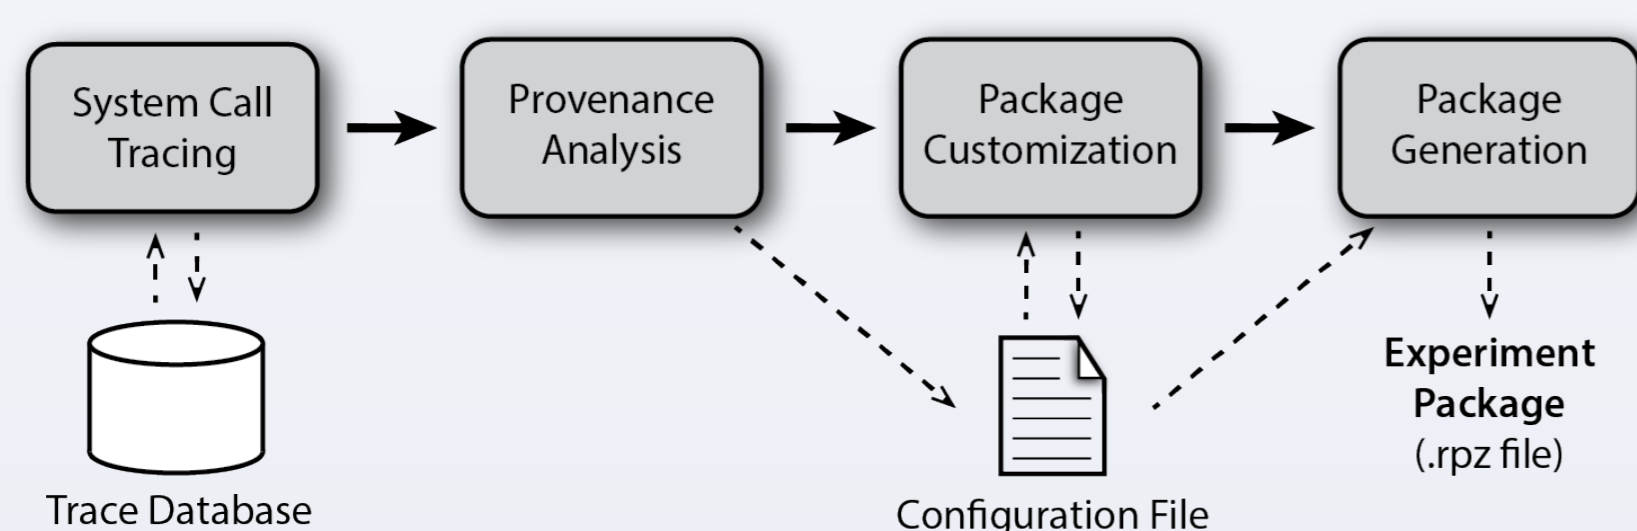 System Call
Tracing
Provenance
Analysis
Package
Customization
Package
Generation
Trace Database
Configuration File
Experiment
Package
(.rpz file)